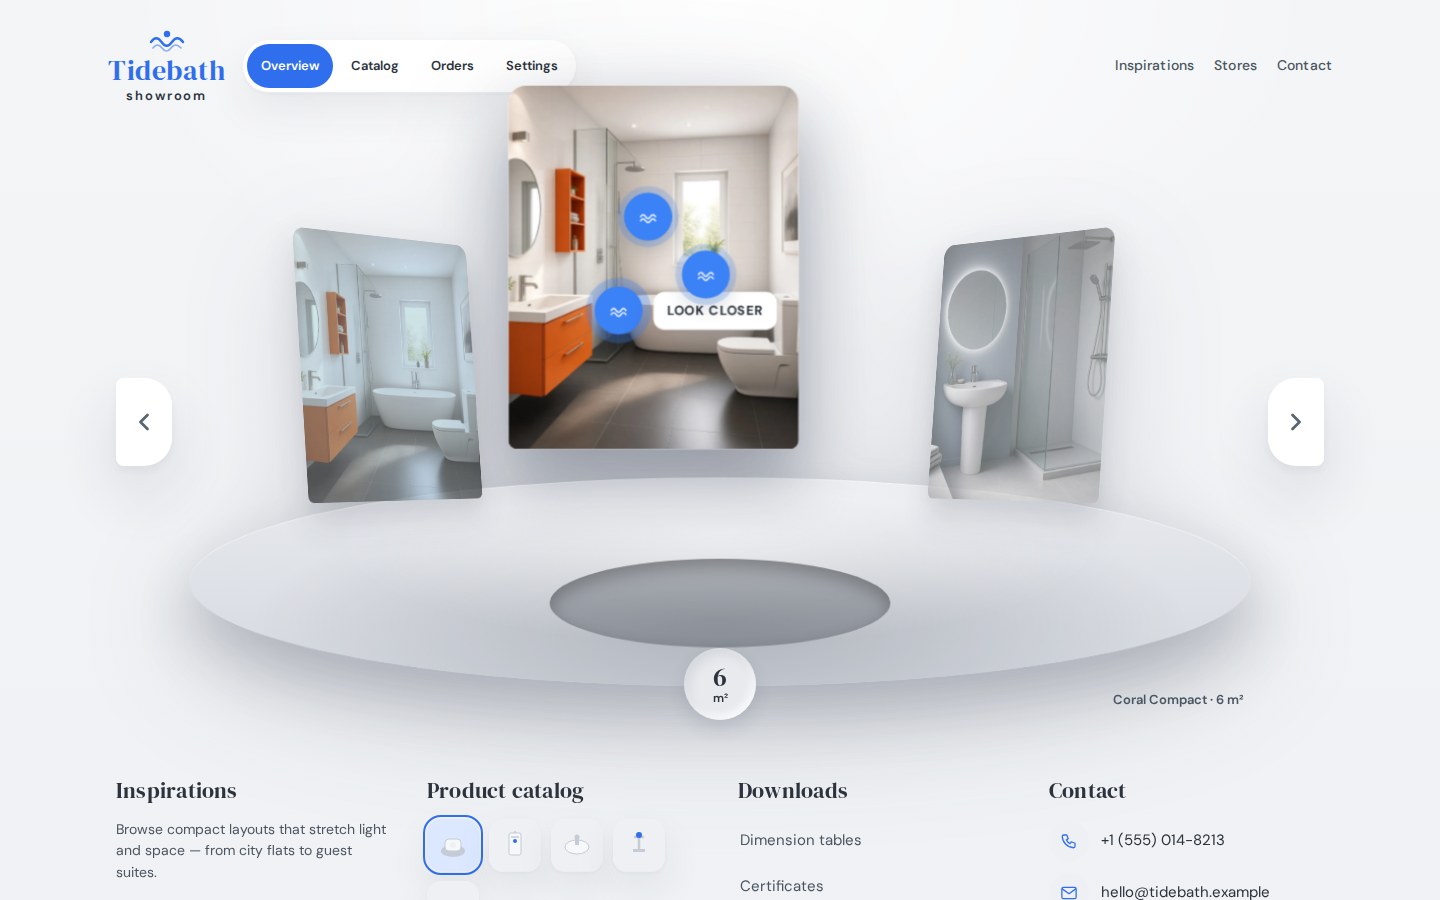 Tidebath
showroom
Overview
Catalog
Orders
Settings
Inspirations
Stores
Contact
LOOK CLOSER
6
m²
Coral Compact · 6 m²
Inspirations
Browse compact layouts that stretch light
and space — from city flats to guest
suites.
Product catalog
Downloads
Dimension tables
Certificates
Contact
+1 (555) 014-8213
hello@tidebath.example